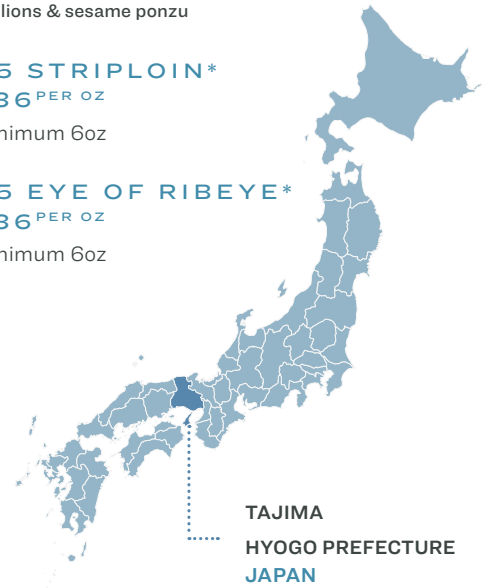 lions & sesame ponzu
5 STRIPLOIN*
36 PER OZ
nimum 6oz
5 EYE OF RIBEYE*
36 PER OZ
nimum 6oz
TAJIMA
HYOGO PREFECTURE
JAPAN